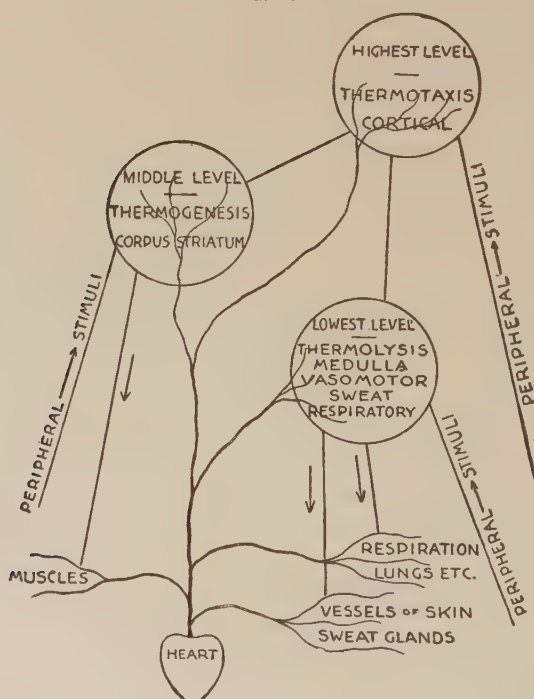 HIGHEST LEVEL
THERMOTAXIS
CORTICAL
MIDDLE LEVEL
THERMOGENESIS
CORPUS STRIATUM
LOWEST LEVEL
THERMOLYSIS
MEDULLA
VASOMOTOR
SWEAT
RESPIRATORY
PERIPHERAL → STIMULI
PERIPHERAL → STIMULI
PERIPHERAL → STIMULI
MUSCLES
RESPIRATION
LUNGS ETC.
VESSELS OF SKIN
SWEAT GLANDS
HEART